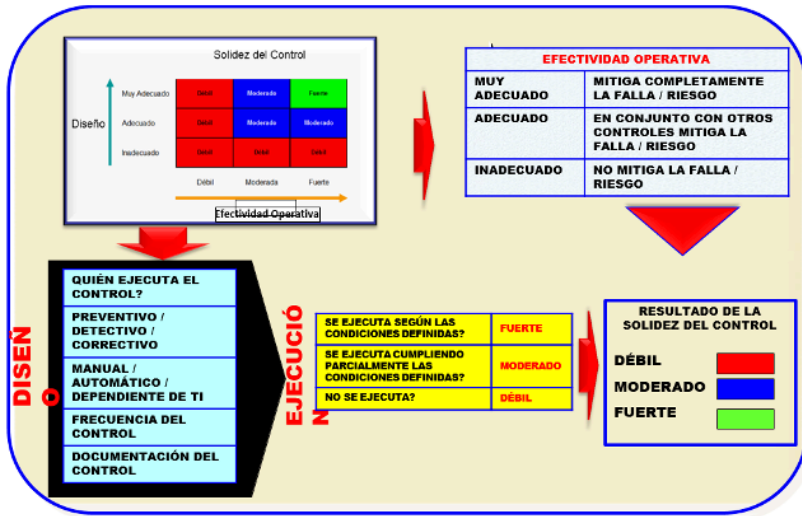 Solidez del Control
Diseño
Muy Adecuado
Débil
Moderado
Fuerte
Adecuado
Débil
Moderado
Moderado
Inadecuado
Débil
Débil
Débil
Débil
Moderada
Fuerte
Efectividad Operativa
EFECTIVIDAD OPERATIVA
MUY
ADECUADO
MITIGA COMPLETAMENTE
LA FALLA / RIESGO
ADECUADO
EN CONJUNTO CON OTROS
CONTROLES MITIGA LA
FALLA / RIESGO
INADECUADO
NO MITIGA LA FALLA /
RIESGO
DISEÑ
O
QUIÉN EJECUTA EL
CONTROL?
PREVENTIVO /
DETECTIVO /
CORRECTIVO
MANUAL /
AUTOMÁTICO /
DEPENDIENTE DE TI
FRECUENCIA DEL
CONTROL
DOCUMENTACIÓN DEL
CONTROL
EJECUCIÓ
N
SE EJECUTA SEGÚN LAS
CONDICIONES DEFINIDAS?
FUERTE
SE EJECUTA CUMPLIENDO
PARCIALMENTE LAS
CONDICIONES DEFINIDAS?
MODERADO
NO SE EJECUTA?
DÉBIL
RESULTADO DE LA
SOLIDEZ DEL CONTROL
DÉBIL
MODERADO
FUERTE